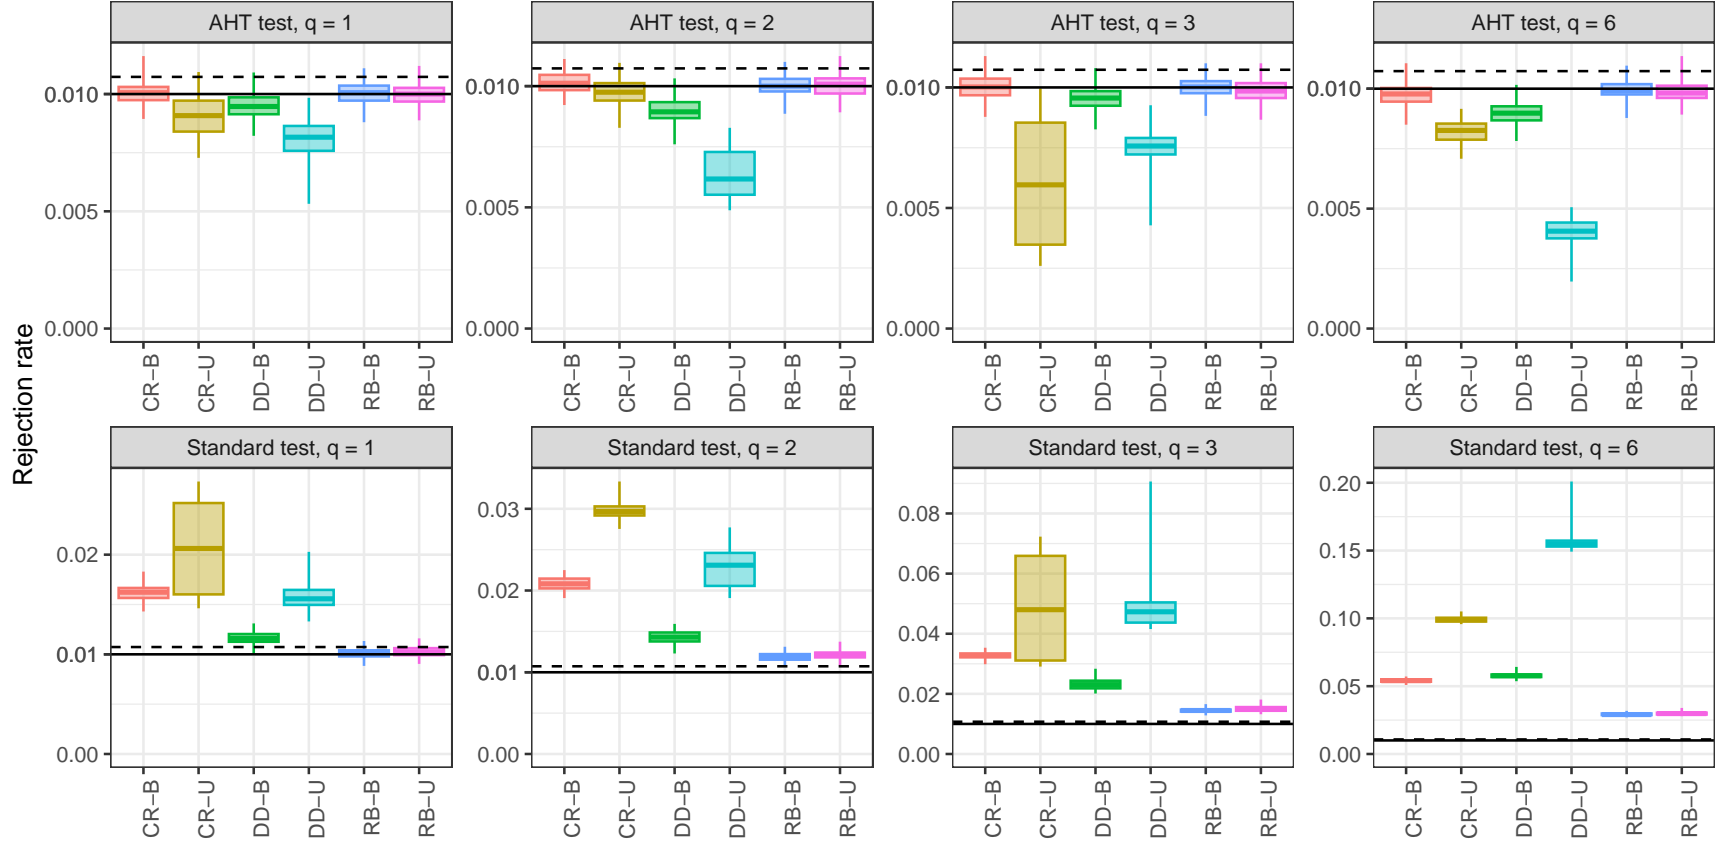 AHT test, q = 1
AHT test, q = 2
AHT test, q = 3
AHT test, q = 6
0.010
0.005
0.000
0.010
0.005
0.000
0.010
0.005
0.000
0.010
0.005
0.000
CR−B
CR−U
DD−B
DD−U
RB−B
RB−U
CR−B
CR−U
DD−B
DD−U
RB−B
RB−U
CR−B
CR−U
DD−B
DD−U
RB−B
RB−U
CR−B
CR−U
DD−B
DD−U
RB−B
RB−U
Rejection rate
Standard test, q = 1
Standard test, q = 2
Standard test, q = 3
Standard test, q = 6
0.02
0.01
0.00
0.03
0.02
0.01
0.00
0.08
0.06
0.04
0.02
0.00
0.20
0.15
0.10
0.05
0.00
CR−B
CR−U
DD−B
DD−U
RB−B
RB−U
CR−B
CR−U
DD−B
DD−U
RB−B
RB−U
CR−B
CR−U
DD−B
DD−U
RB−B
RB−U
CR−B
CR−U
DD−B
DD−U
RB−B
RB−U